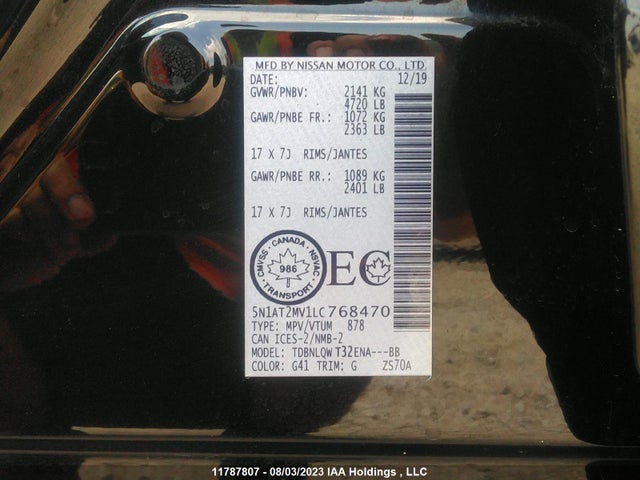 MFD BY NISSAN MOTOR CO., LTD.
DATE: 12/19
GVWR/PNBV: 2141 KG
4720 LB
GAWR/PNBE FR.: 1072 KG
2363 LB
17 X 7J RIMS/JANTES
GAWR/PNBE RR.: 1089 KG
2401 LB
17 X 7J RIMS/JANTES
CMVSS · CANADA · NSVAC · TRANSPORT
986
EC
5N1AT2MV1LC768470
TYPE: MPV/VTUM 878
CAN ICES-2/NMB-2
MODEL: TDBNLQW T32ENA---BB
COLOR: G41 TRIM: G ZS70A
11787807 - 08/03/2023 IAA Holdings , LLC